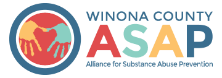 WINONA COUNTY
ASAP
Alliance for Substance Abuse Prevention